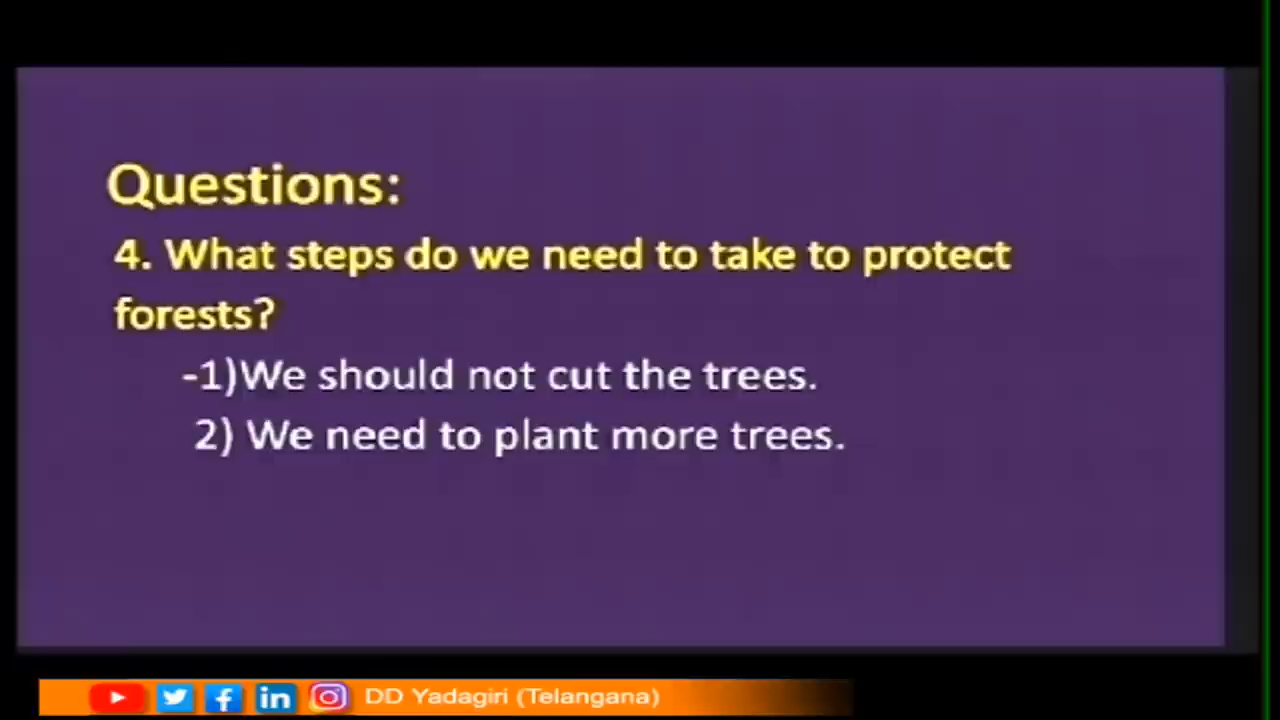 Questions:
4. What steps do we need to take to protect
forests?
-1)We should not cut the trees.
2) We need to plant more trees.
DD Yadagiri (Telangana)